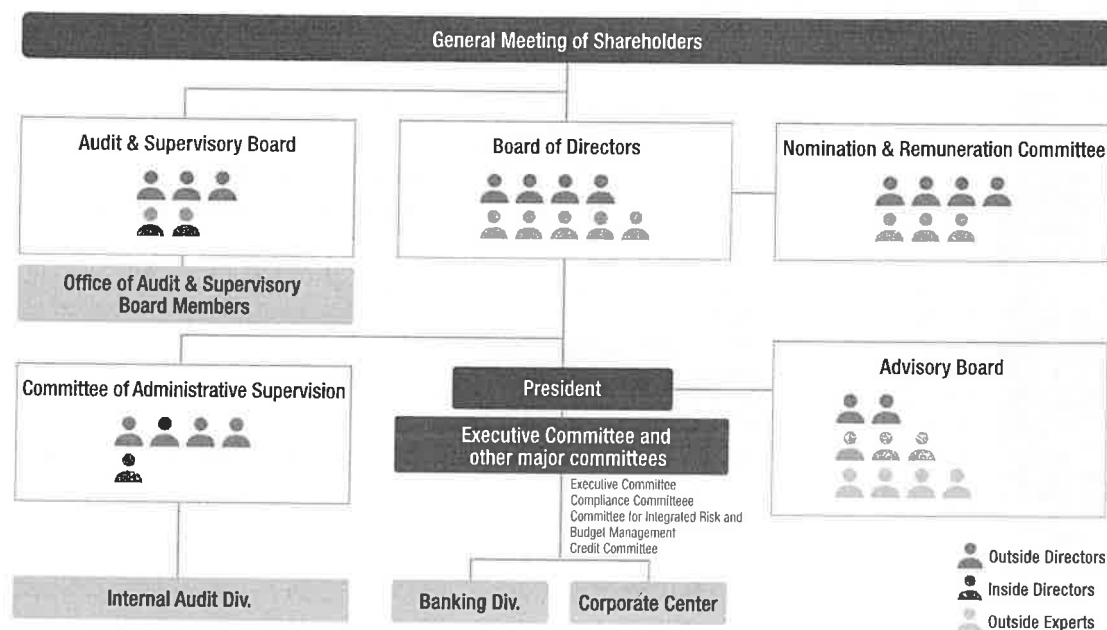 General Meeting of Shareholders
Audit & Supervisory Board
Board of Directors
Nomination & Remuneration Committee
Office of Audit & Supervisory
Board Members
Committee of Administrative Supervision
President
Advisory Board
Executive Committee and
other major committees
Executive Committee
Compliance Committeee
Committee for Integrated Risk and
Budget Management
Credit Committee
Internal Audit Div.
Banking Div.
Corporate Center
Outside Directors
Inside Directors
Outside Experts